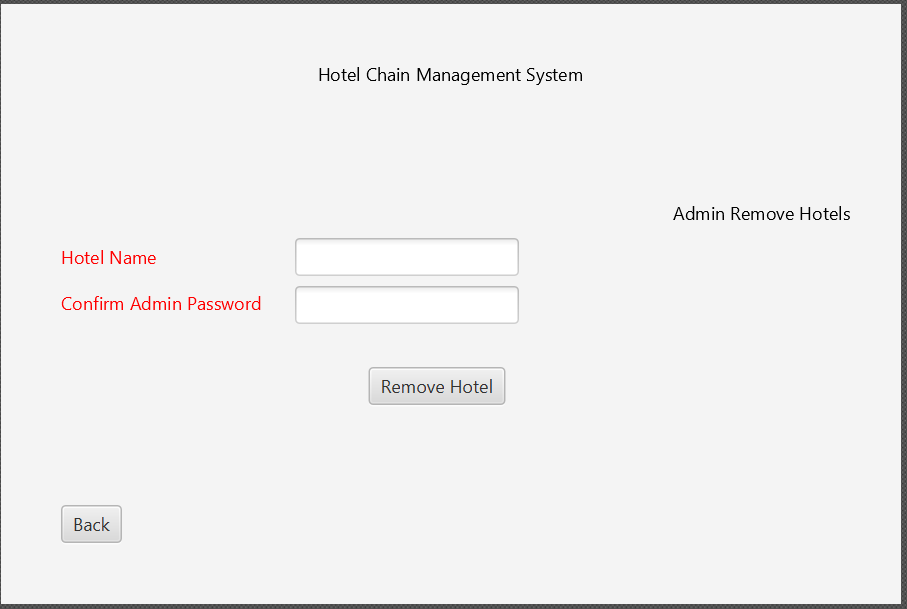 Hotel Chain Management System
Admin Remove Hotels
Hotel Name
Confirm Admin Password
Remove Hotel
Back